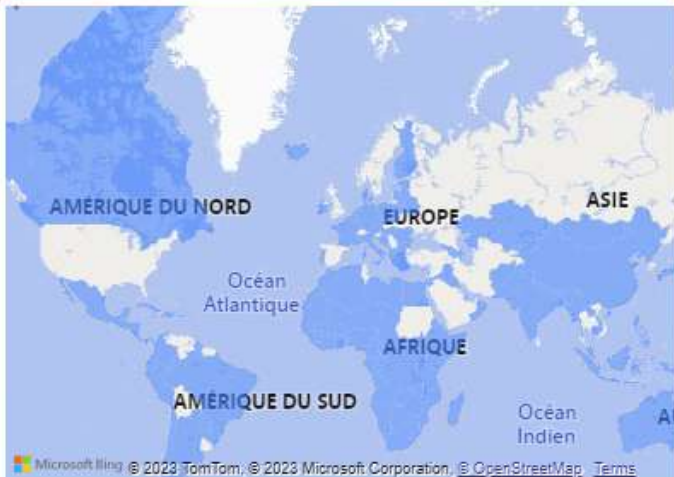 AMÉRIQUE DU NORD
EUROPE
ASIE
Océan
Atlantique
AFRIQUE
AMÉRIQUE DU SUD
Océan
Indien
Microsoft Bing © 2023 TomTom, © 2023 Microsoft Corporation, © OpenStreetMap Terms